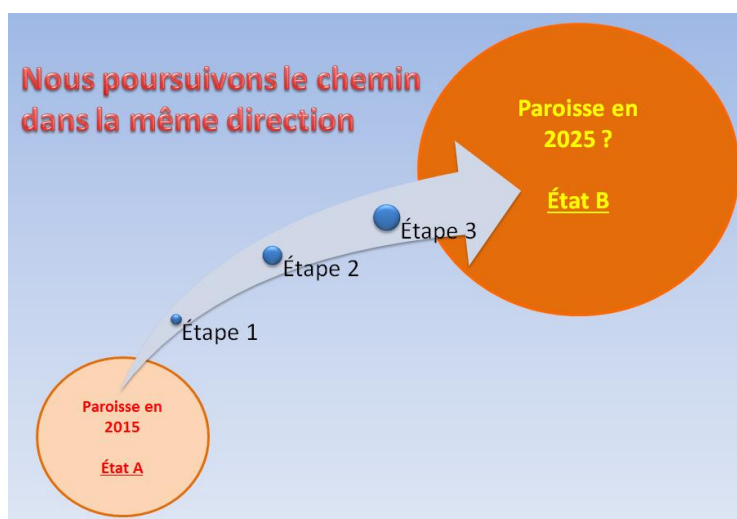 Nous poursuivons le chemin
dans la même direction
Paroisse en
2025 ?
État B
Étape 3
Étape 2
Étape 1
Paroisse en
2015
État A